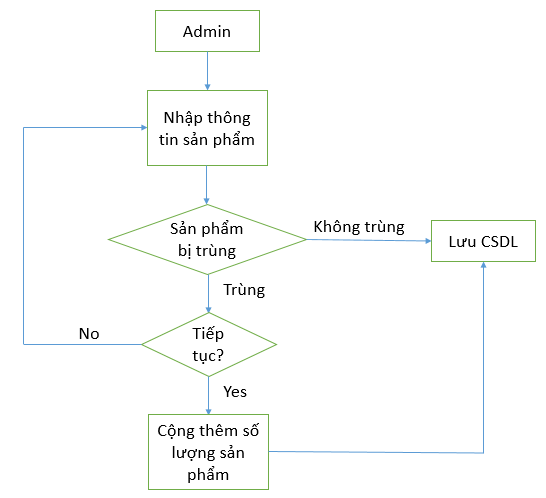 Admin
Nhập thông
tin sản phẩm
Sản phẩm
bị trùng
Không trùng
Lưu CSDL
Trùng
No
Tiếp
tục?
Yes
Cộng thêm số
lượng sản
phẩm